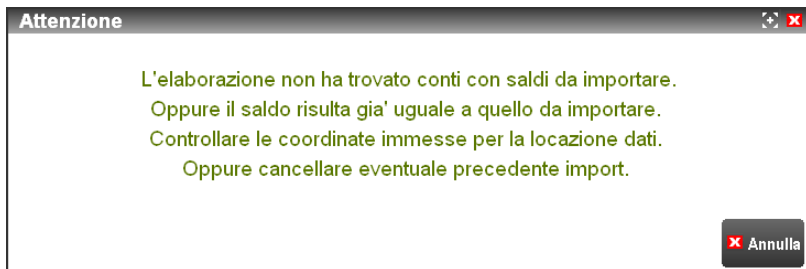 Attenzione
L'elaborazione non ha trovato conti con saldi da importare.
Oppure il saldo risulta gia' uguale a quello da importare.
Controllare le coordinate immesse per la locazione dati.
Oppure cancellare eventuale precedente import.
Annulla